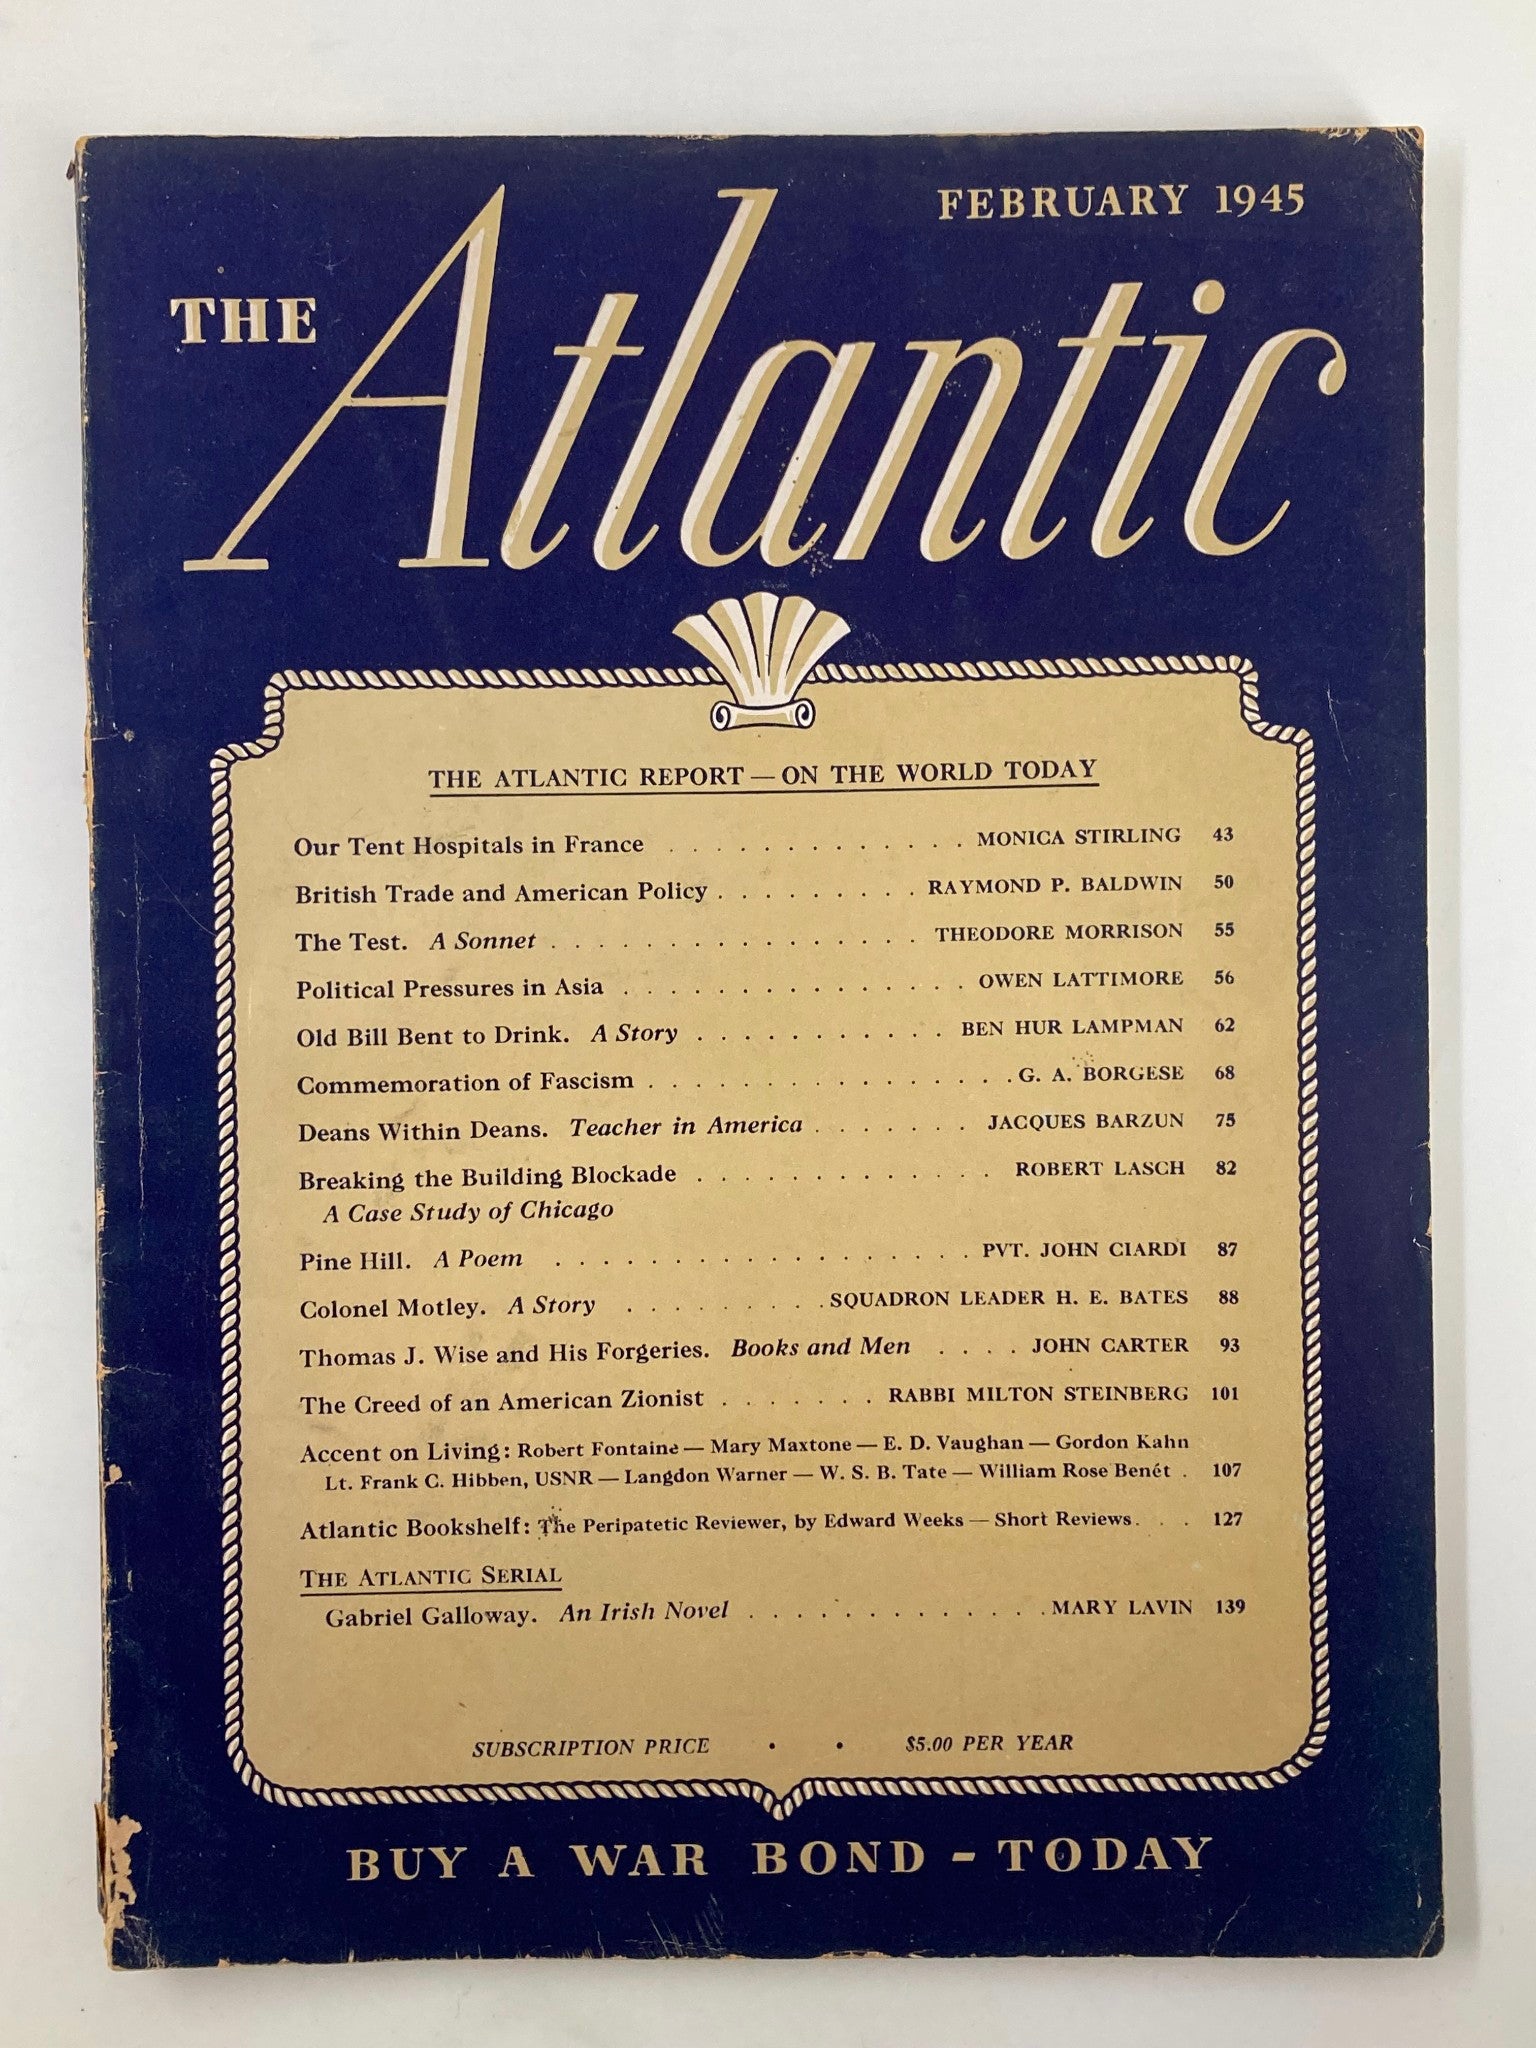 FEBRUARY 1945
THE Atlantic
THE ATLANTIC REPORT — ON THE WORLD TODAY
Our Tent Hospitals in France . . . . . . . . . . . . . MONICA STIRLING 43
British Trade and American Policy . . . . . . . . . RAYMOND P. BALDWIN 50
The Test. A Sonnet . . . . . . . . . . . . . . . . THEODORE MORRISON 55
Political Pressures in Asia . . . . . . . . . . . . . . . OWEN LATTIMORE 56
Old Bill Bent to Drink. A Story . . . . . . . . . . . BEN HUR LAMPMAN 62
Commemoration of Fascism . . . . . . . . . . . . . . . . G. A. BORGESE 68
Deans Within Deans. Teacher in America . . . . . . . JACQUES BARZUN 75
Breaking the Building Blockade . . . . . . . . . . . . . ROBERT LASCH 82
A Case Study of Chicago
Pine Hill. A Poem . . . . . . . . . . . . . . . . . . PVT. JOHN CIARDI 87
Colonel Motley. A Story . . . . . . . . . SQUADRON LEADER H. E. BATES 88
Thomas J. Wise and His Forgeries. Books and Men . . . . JOHN CARTER 93
The Creed of an American Zionist . . . . . . . RABBI MILTON STEINBERG 101
Accent on Living: Robert Fontaine — Mary Maxtone — E. D. Vaughan — Gordon Kahn
Lt. Frank C. Hibben, USNR — Langdon Warner — W. S. B. Tate — William Rose Benét . 107
Atlantic Bookshelf: The Peripatetic Reviewer, by Edward Weeks — Short Reviews . . . 127
THE ATLANTIC SERIAL
Gabriel Galloway. An Irish Novel . . . . . . . . . . . . . MARY LAVIN 139
SUBSCRIPTION PRICE • • $5.00 PER YEAR
BUY A WAR BOND - TODAY